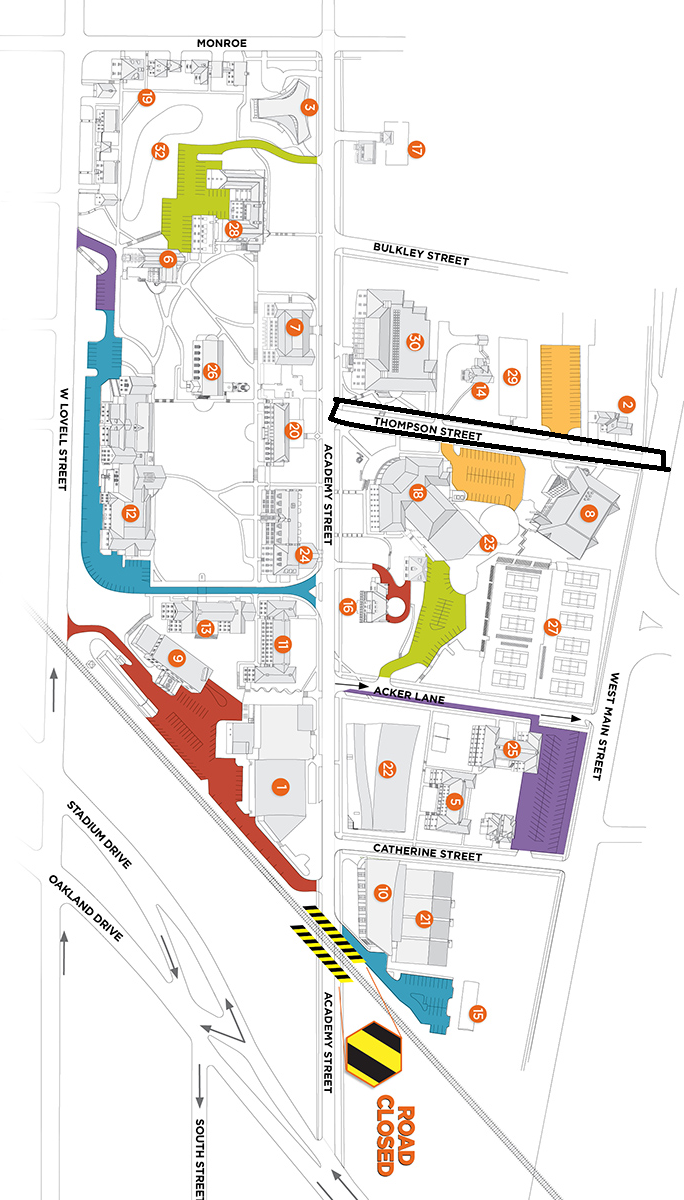 MONROE
3
19
17
32
28
BULKLEY STREET
6
7
30
26
29
14
2
W LOVELL STREET
THOMPSON STREET
20
ACADEMY STREET
18
12
8
23
24
16
13
11
27
9
ACKER LANE
WEST MAIN STREET
25
22
1
5
STADIUM DRIVE
CATHERINE STREET
OAKLAND DRIVE
10
21
ACADEMY STREET
15
ROAD
CLOSED
SOUTH STREET